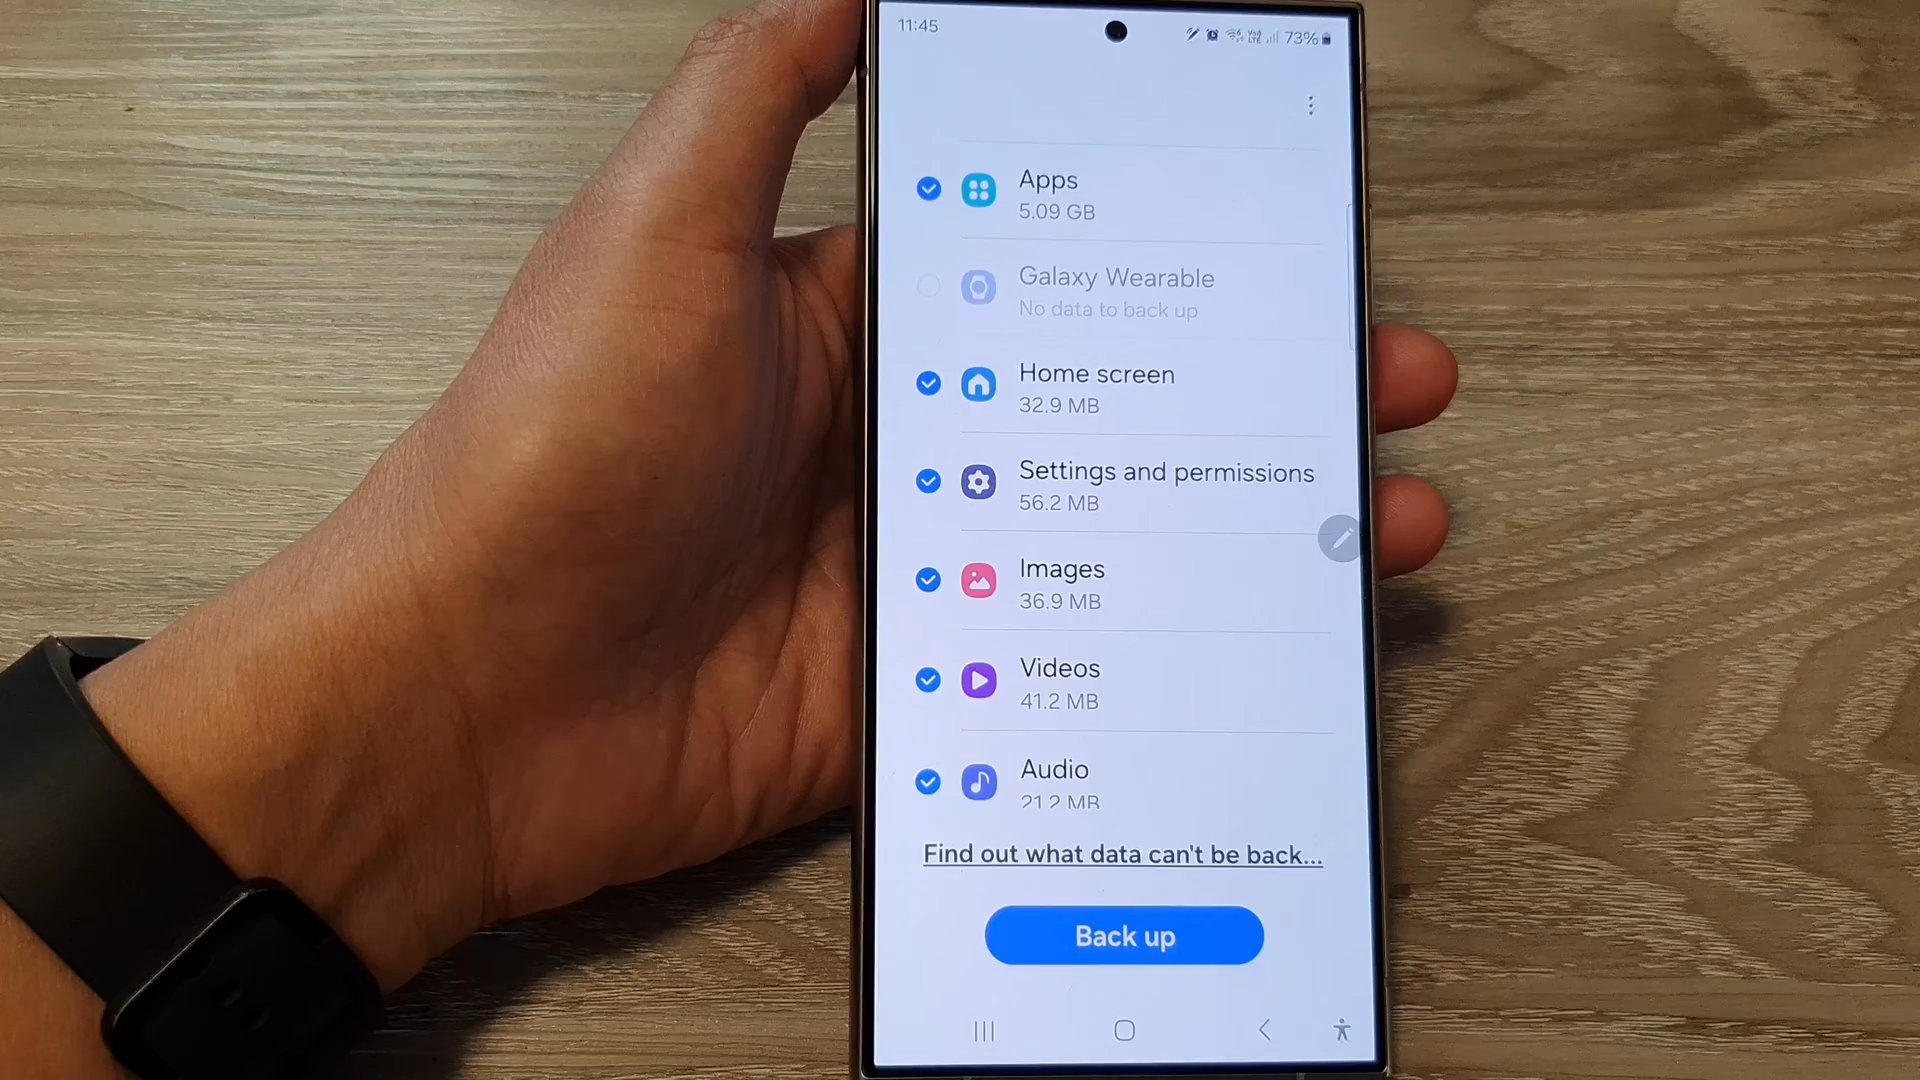 11:45
73%
Apps
5.09 GB
Galaxy Wearable
No data to back up
Home screen
32.9 MB
Settings and permissions
56.2 MB
Images
36.9 MB
Videos
41.2 MB
Audio
21.2 MB
Find out what data can't be back...
Back up